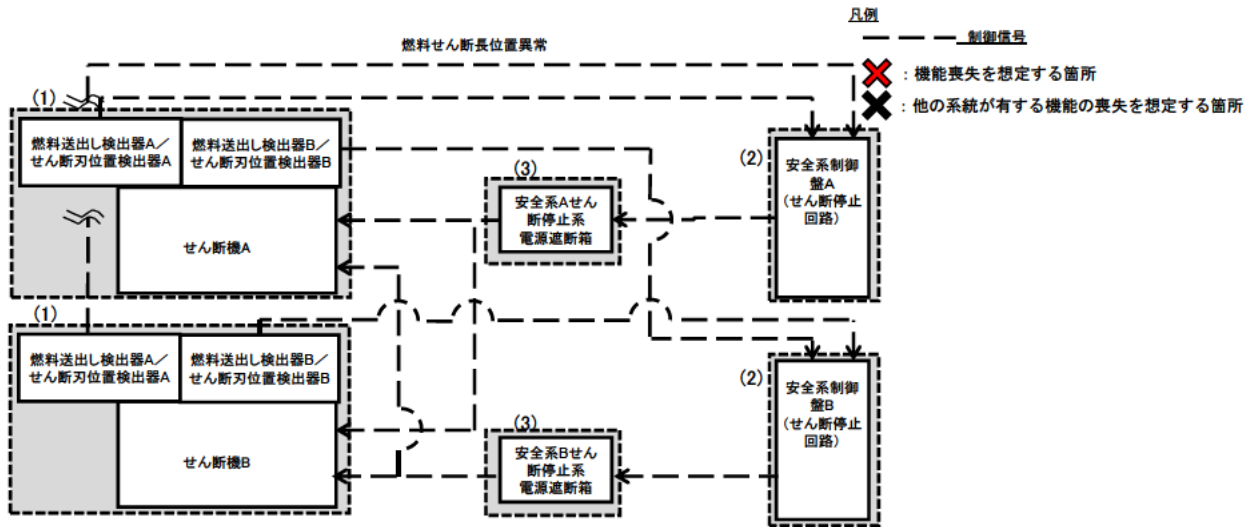 凡例
制御信号
:機能喪失を想定する箇所
:他の系統が有する機能の喪失を想定する箇所
燃料せん断長位置異常
(1)
燃料送出し検出器A/
せん断刃位置検出器A
燃料送出し検出器B/
せん断刃位置検出器B
せん断機A
(3)
安全系Aせん
断停止系
電源遮断箱
(2)
安全系制御
盤A
(せん断停止
回路)
(1)
燃料送出し検出器A/
せん断刃位置検出器A
燃料送出し検出器B/
せん断刃位置検出器B
せん断機B
(3)
安全系Bせん
断停止系
電源遮断箱
(2)
安全系制御
盤B
(せん断停止
回路)